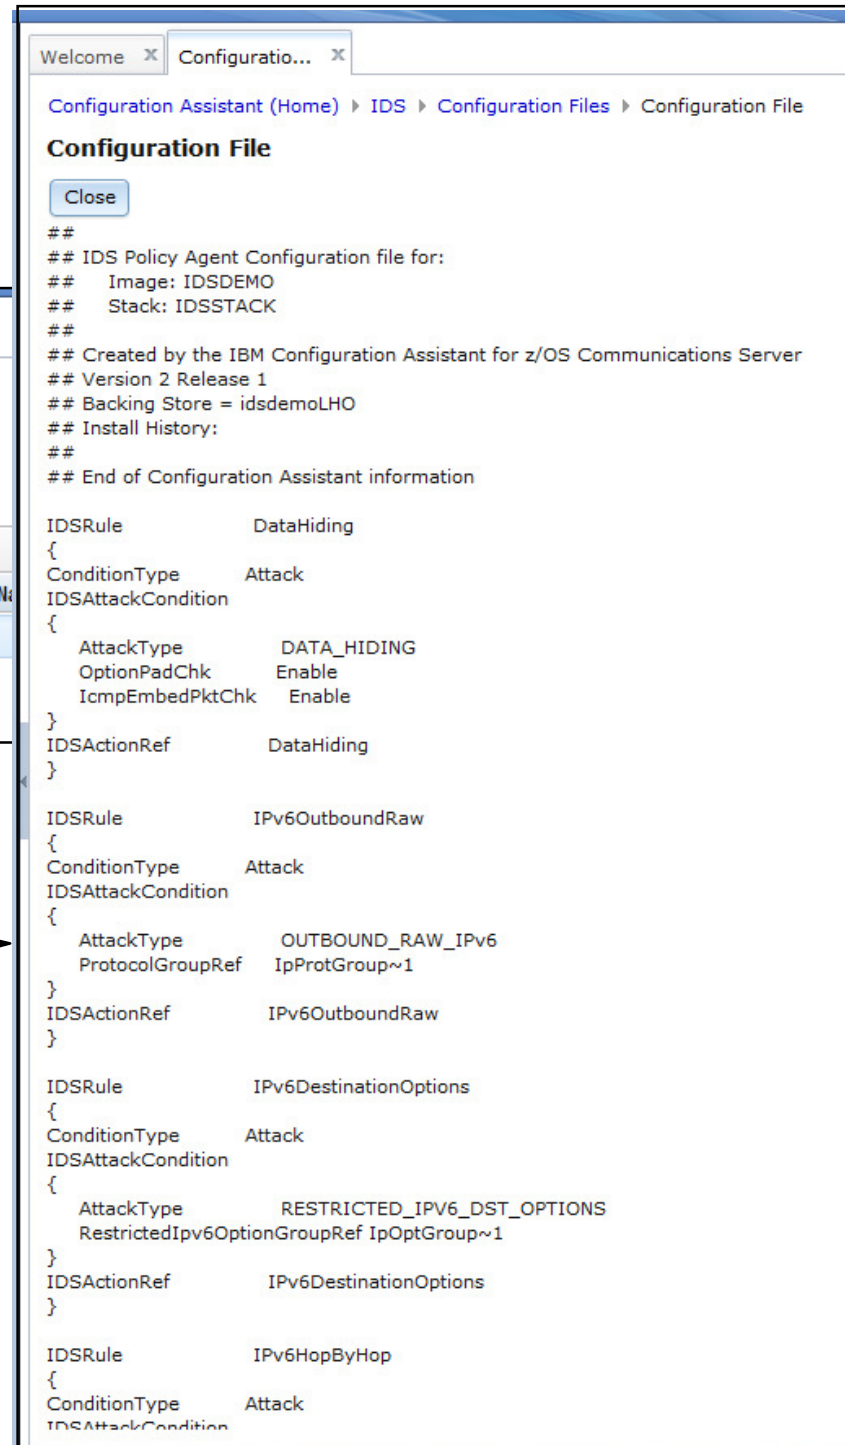 Welcome x Configuratio... x
Configuration Assistant (Home) ▸ IDS ▸ Configuration Files ▸ Configuration File
Configuration File
Close
##
## IDS Policy Agent Configuration file for:
##    Image: IDSDEMO
##    Stack: IDSSTACK
##
## Created by the IBM Configuration Assistant for z/OS Communications Server
## Version 2 Release 1
## Backing Store = idsdemoLHO
## Install History:
##
## End of Configuration Assistant information

IDSRule                DataHiding
{
ConditionType        Attack
IDSAttackCondition
{
   AttackType            DATA_HIDING
   OptionPadChk        Enable
   IcmpEmbedPktChk    Enable
}
IDSActionRef            DataHiding
}

IDSRule                IPv6OutboundRaw
{
ConditionType        Attack
IDSAttackCondition
{
   AttackType            OUTBOUND_RAW_IPv6
   ProtocolGroupRef    IpProtGroup~1
}
IDSActionRef            IPv6OutboundRaw
}

IDSRule                IPv6DestinationOptions
{
ConditionType        Attack
IDSAttackCondition
{
   AttackType            RESTRICTED_IPV6_DST_OPTIONS
   RestrictedIpv6OptionGroupRef IpOptGroup~1
}
IDSActionRef            IPv6DestinationOptions
}

IDSRule                IPv6HopByHop
{
ConditionType        Attack
IDSAttackCondition